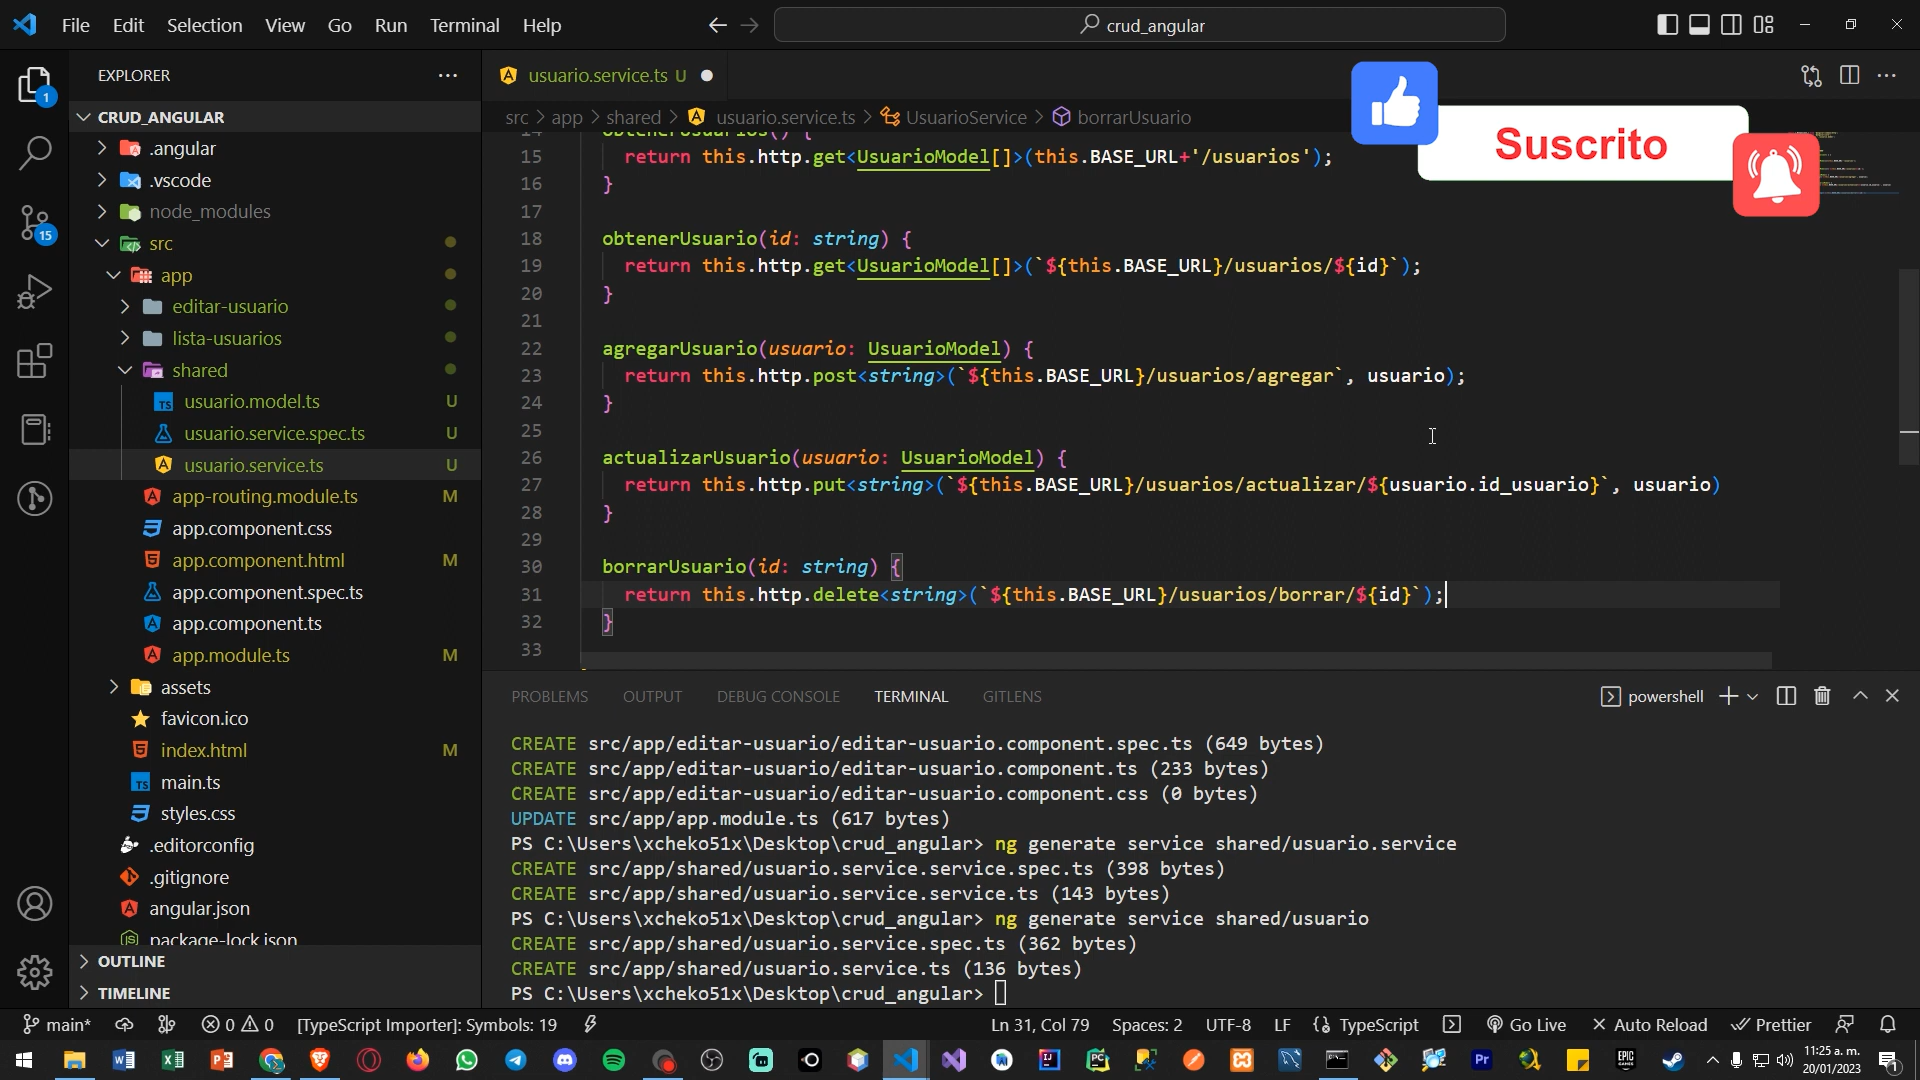 File Edit Selection View Go Run Terminal Help
crud_angular
EXPLORER
usuario.service.ts U
CRUD_ANGULAR
.angular
.vscode
node_modules
src
app
editar-usuario
lista-usuarios
shared
usuario.model.ts U
usuario.service.spec.ts U
usuario.service.ts U
app-routing.module.ts M
app.component.css
app.component.html M
app.component.spec.ts
app.component.ts
app.module.ts M
assets
favicon.ico
index.html M
main.ts
styles.css
.editorconfig
.gitignore
angular.json
package-lock.json
OUTLINE
TIMELINE
1
15
src > app > shared > usuario.service.ts > UsuarioService > borrarUsuario
Suscrito
14 obtenerUsuarios() {
15 return this.http.get<UsuarioModel[]>(this.BASE_URL+'/usuarios');
16 }
17
18 obtenerUsuario(id: string) {
19 return this.http.get<UsuarioModel[]>(`${this.BASE_URL}/usuarios/${id}`);
20 }
21
22 agregarUsuario(usuario: UsuarioModel) {
23 return this.http.post<string>(`${this.BASE_URL}/usuarios/agregar`, usuario);
24 }
25
26 actualizarUsuario(usuario: UsuarioModel) {
27 return this.http.put<string>(`${this.BASE_URL}/usuarios/actualizar/${usuario.id_usuario}`, usuario)
28 }
29
30 borrarUsuario(id: string) {
31 return this.http.delete<string>(`${this.BASE_URL}/usuarios/borrar/${id}`);
32 }
33
PROBLEMS OUTPUT DEBUG CONSOLE TERMINAL GITLENS
powershell
CREATE src/app/editar-usuario/editar-usuario.component.spec.ts (649 bytes)
CREATE src/app/editar-usuario/editar-usuario.component.ts (233 bytes)
CREATE src/app/editar-usuario/editar-usuario.component.css (0 bytes)
UPDATE src/app/app.module.ts (617 bytes)
PS C:\Users\xcheko51x\Desktop\crud_angular> ng generate service shared/usuario.service
CREATE src/app/shared/usuario.service.service.spec.ts (398 bytes)
CREATE src/app/shared/usuario.service.service.ts (143 bytes)
PS C:\Users\xcheko51x\Desktop\crud_angular> ng generate service shared/usuario
CREATE src/app/shared/usuario.service.spec.ts (362 bytes)
CREATE src/app/shared/usuario.service.ts (136 bytes)
PS C:\Users\xcheko51x\Desktop\crud_angular>
main* 0 0 [TypeScript Importer]: Symbols: 19 Ln 31, Col 79 Spaces: 2 UTF-8 LF TypeScript Go Live Auto Reload Prettier
11:25 a. m.
20/01/2023
1